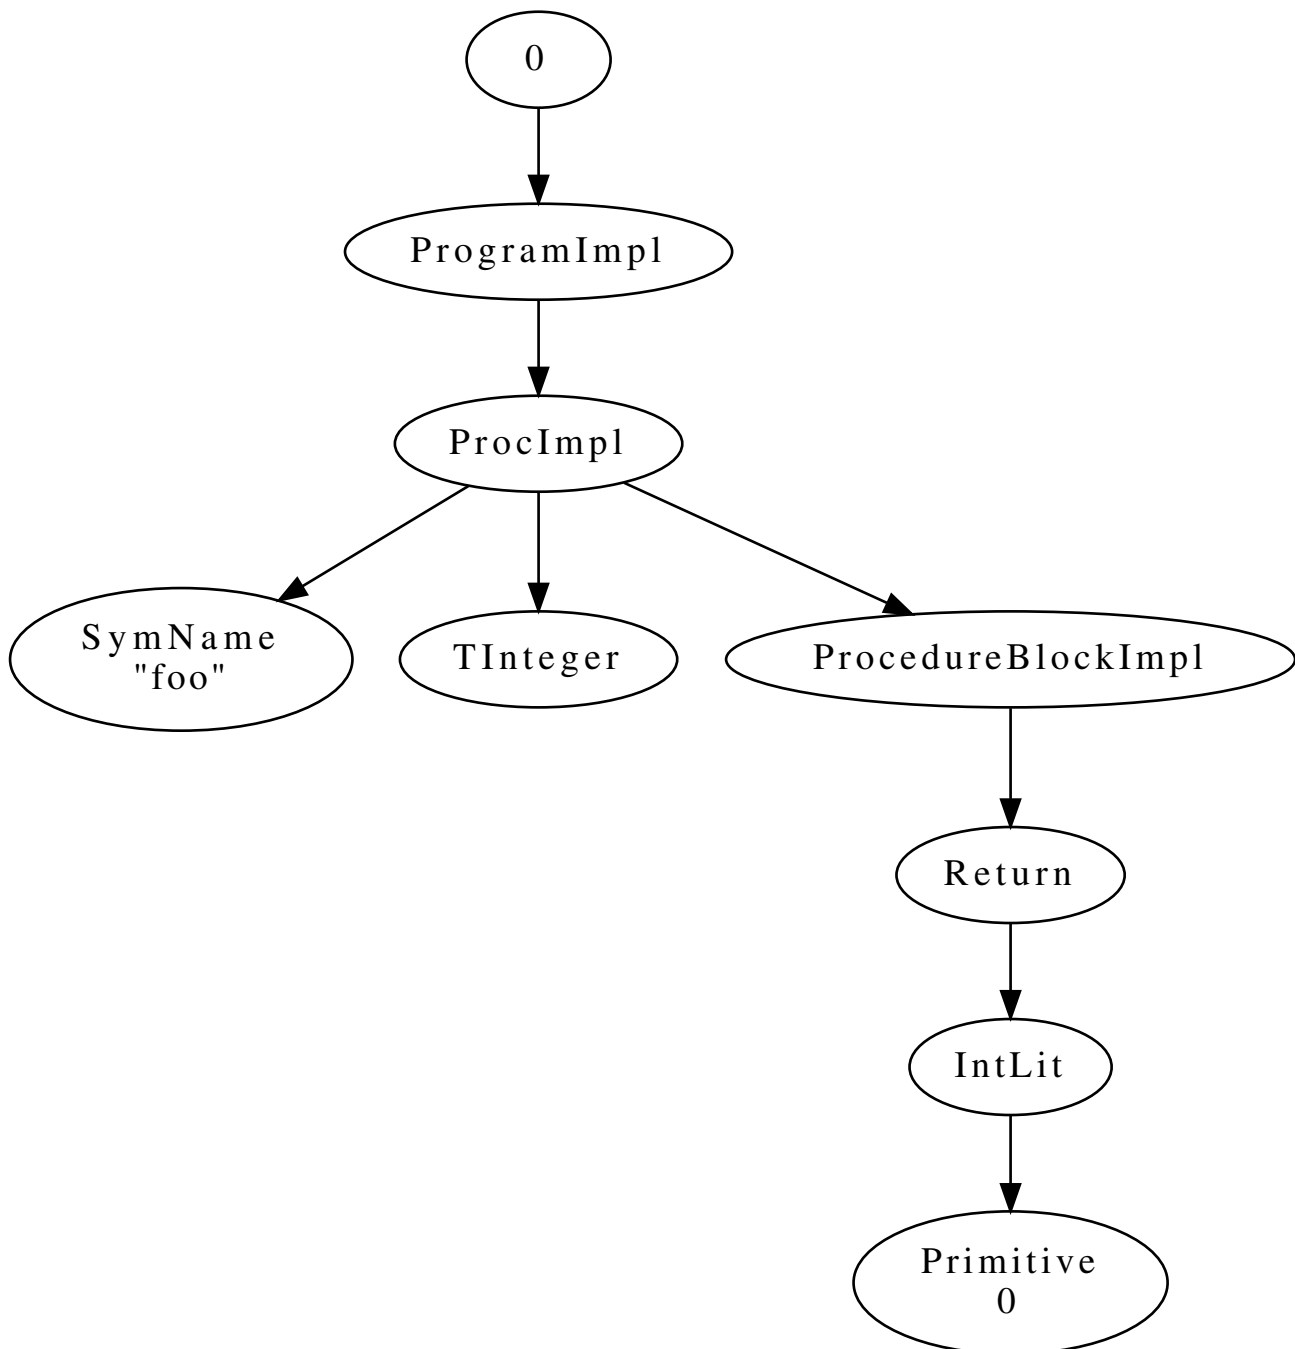 0
ProgramImpl
ProcImpl
SymName
"foo"
TInteger
ProcedureBlockImpl
Return
IntLit
Primitive
0